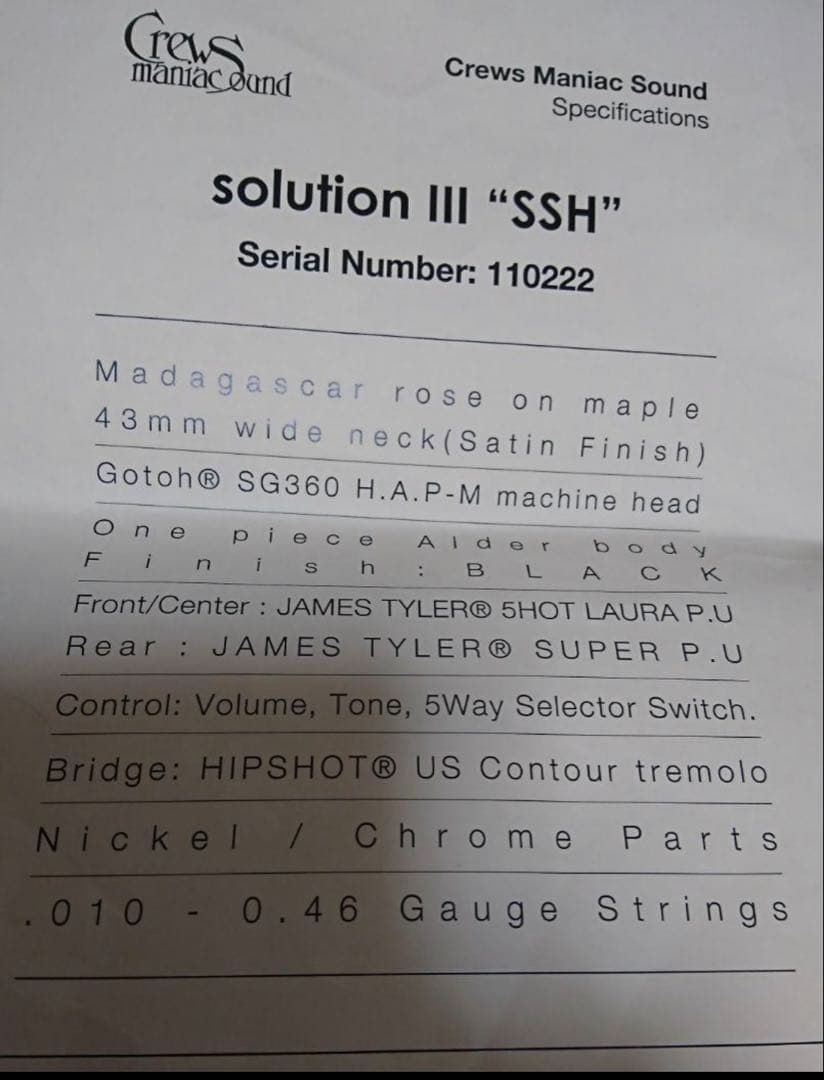 Crews
maniac sound
Crews Maniac Sound
Specifications
solution III “SSH”
Serial Number: 110222
Madagascar rose on maple
43mm wide neck(Satin Finish)
Gotoh® SG360 H.A.P-M machine head
One piece Alder body
Finish: BLACK
Front/Center : JAMES TYLER® 5HOT LAURA P.U
Rear : JAMES TYLER® SUPER P.U
Control: Volume, Tone, 5Way Selector Switch.
Bridge: HIPSHOT® US Contour tremolo
Nickel / Chrome Parts
.010 - 0.46 Gauge Strings